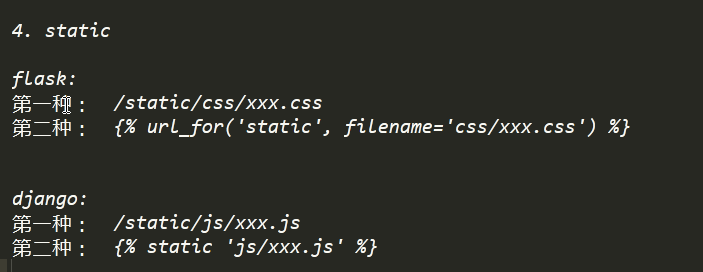 4. static
flask:
第一种： /static/css/xxx.css
第二种： {% url_for('static', filename='css/xxx.css') %}
django:
第一种： /static/js/xxx.js
第二种： {% static 'js/xxx.js' %}